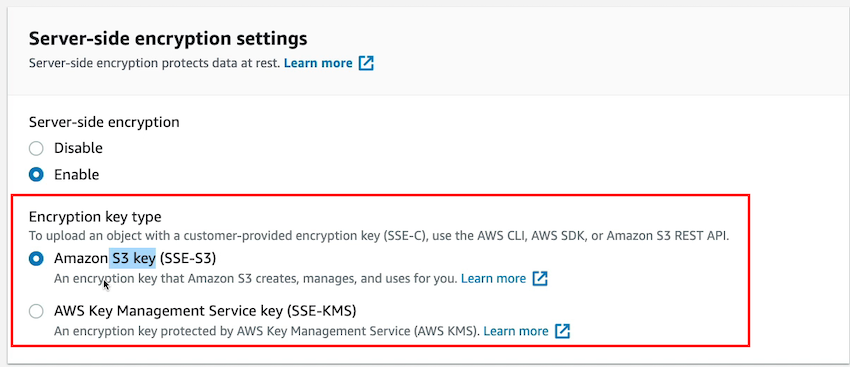 Server-side encryption settings
Server-side encryption protects data at rest. Learn more
Server-side encryption
Disable
Enable
Encryption key type
To upload an object with a customer-provided encryption key (SSE-C), use the AWS CLI, AWS SDK, or Amazon S3 REST API.
Amazon S3 key (SSE-S3)
An encryption key that Amazon S3 creates, manages, and uses for you. Learn more
AWS Key Management Service key (SSE-KMS)
An encryption key protected by AWS Key Management Service (AWS KMS). Learn more